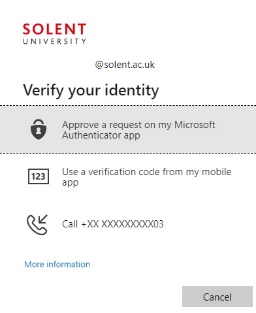 SOLENT
UNIVERSITY
@solent.ac.uk
Verify your identity
Approve a request on my Microsoft
Authenticator app
123
Use a verification code from my mobile
app
Call +XX XXXXXXXXX03
More information
Cancel